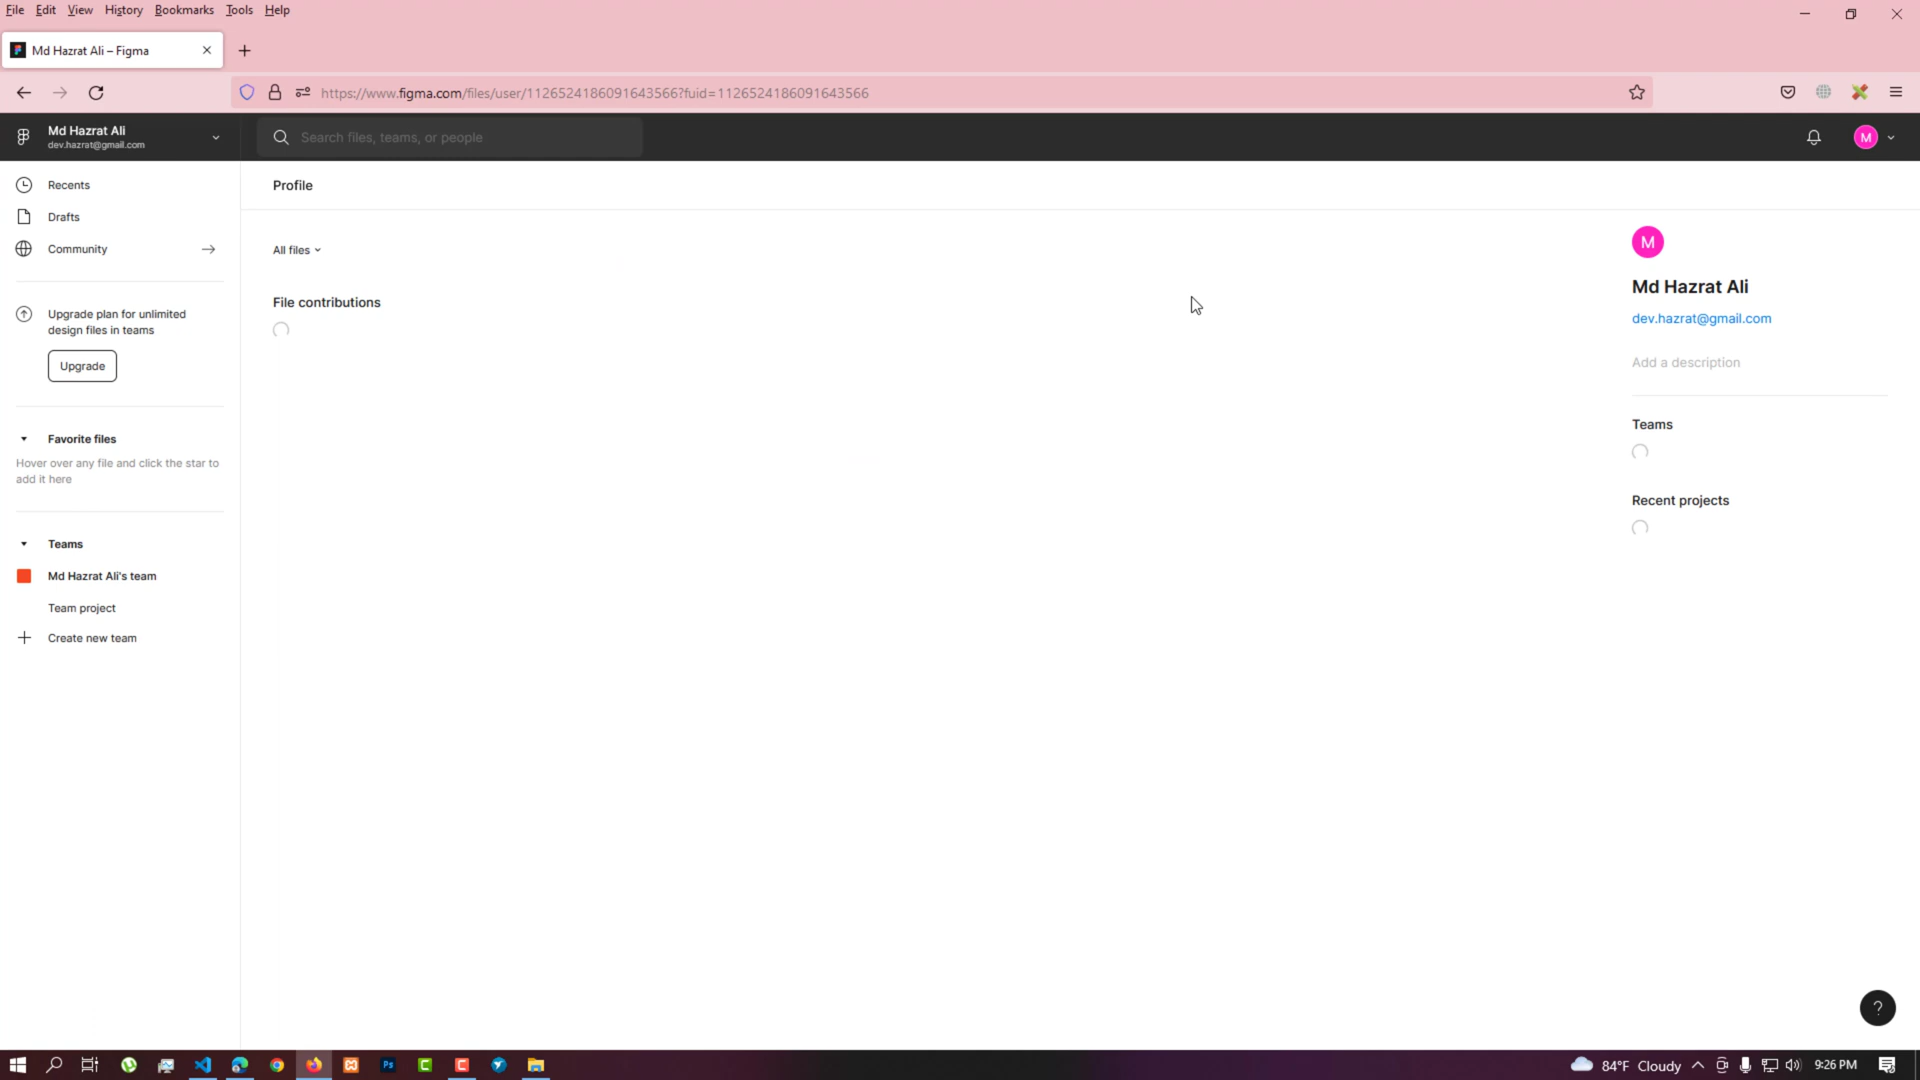 File Edit View History Bookmarks Tools Help
Md Hazrat Ali – Figma
https://www.figma.com/files/user/1126524186091643566?fuid=1126524186091643566
Md Hazrat Ali
dev.hazrat@gmail.com
Search files, teams, or people
M
Recents
Drafts
Community
Upgrade plan for unlimited
design files in teams
Upgrade
Favorite files
Hover over any file and click the star to
add it here
Teams
Md Hazrat Ali's team
Team project
Create new team
Profile
All files
File contributions
M
Md Hazrat Ali
dev.hazrat@gmail.com
Add a description
Teams
Recent projects
?
Ps
C
C
84°F Cloudy
9:26 PM